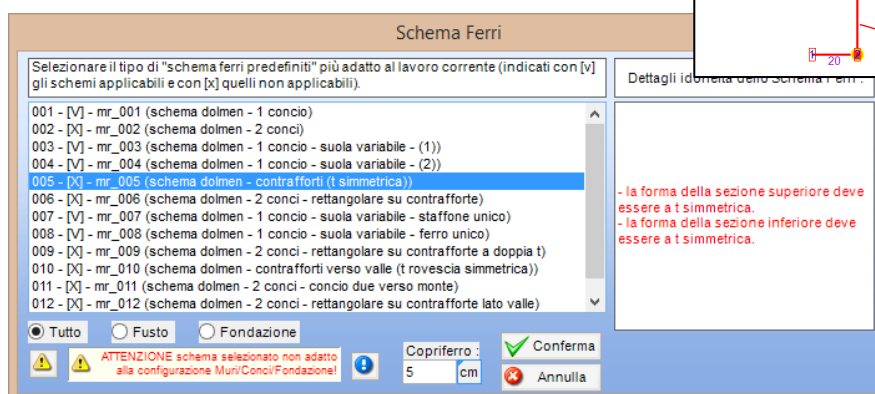 Schema Ferri
1 20 2
Selezionare il tipo di "schema ferri predefiniti" più adatto al lavoro corrente (indicati con [v]
gli schemi applicabili e con [x] quelli non applicabili).
Dettagli idoneità dello Schema Ferri :
001 - [V] - mr_001 (schema dolmen - 1 concio)
002 - [X] - mr_002 (schema dolmen - 2 conci)
003 - [V] - mr_003 (schema dolmen - 1 concio - suola variabile - (1))
004 - [V] - mr_004 (schema dolmen - 1 concio - suola variabile - (2))
005 - [X] - mr_005 (schema dolmen - contrafforti (t simmetrica))
006 - [X] - mr_006 (schema dolmen - 2 conci - rettangolare su contrafforte)
007 - [V] - mr_007 (schema dolmen - 1 concio - suola variabile - staffone unico)
008 - [V] - mr_008 (schema dolmen - 1 concio - suola variabile - ferro unico)
009 - [X] - mr_009 (schema dolmen - 2 conci - rettangolare su contrafforte a doppia t)
010 - [X] - mr_010 (schema dolmen - contrafforti verso valle (t rovescia simmetrica))
011 - [X] - mr_011 (schema dolmen - 2 conci - concio due verso monte)
012 - [X] - mr_012 (schema dolmen - 2 conci - rettangolare su contrafforte lato valle)
- la forma della sezione superiore deve
essere a t simmetrica.
- la forma della sezione inferiore deve
essere a t simmetrica.
Tutto Fusto Fondazione
ATTENZIONE schema selezionato non adatto
alla configurazione Muri/Conci/Fondazione!
Copriferro :
5 cm
Conferma
Annulla